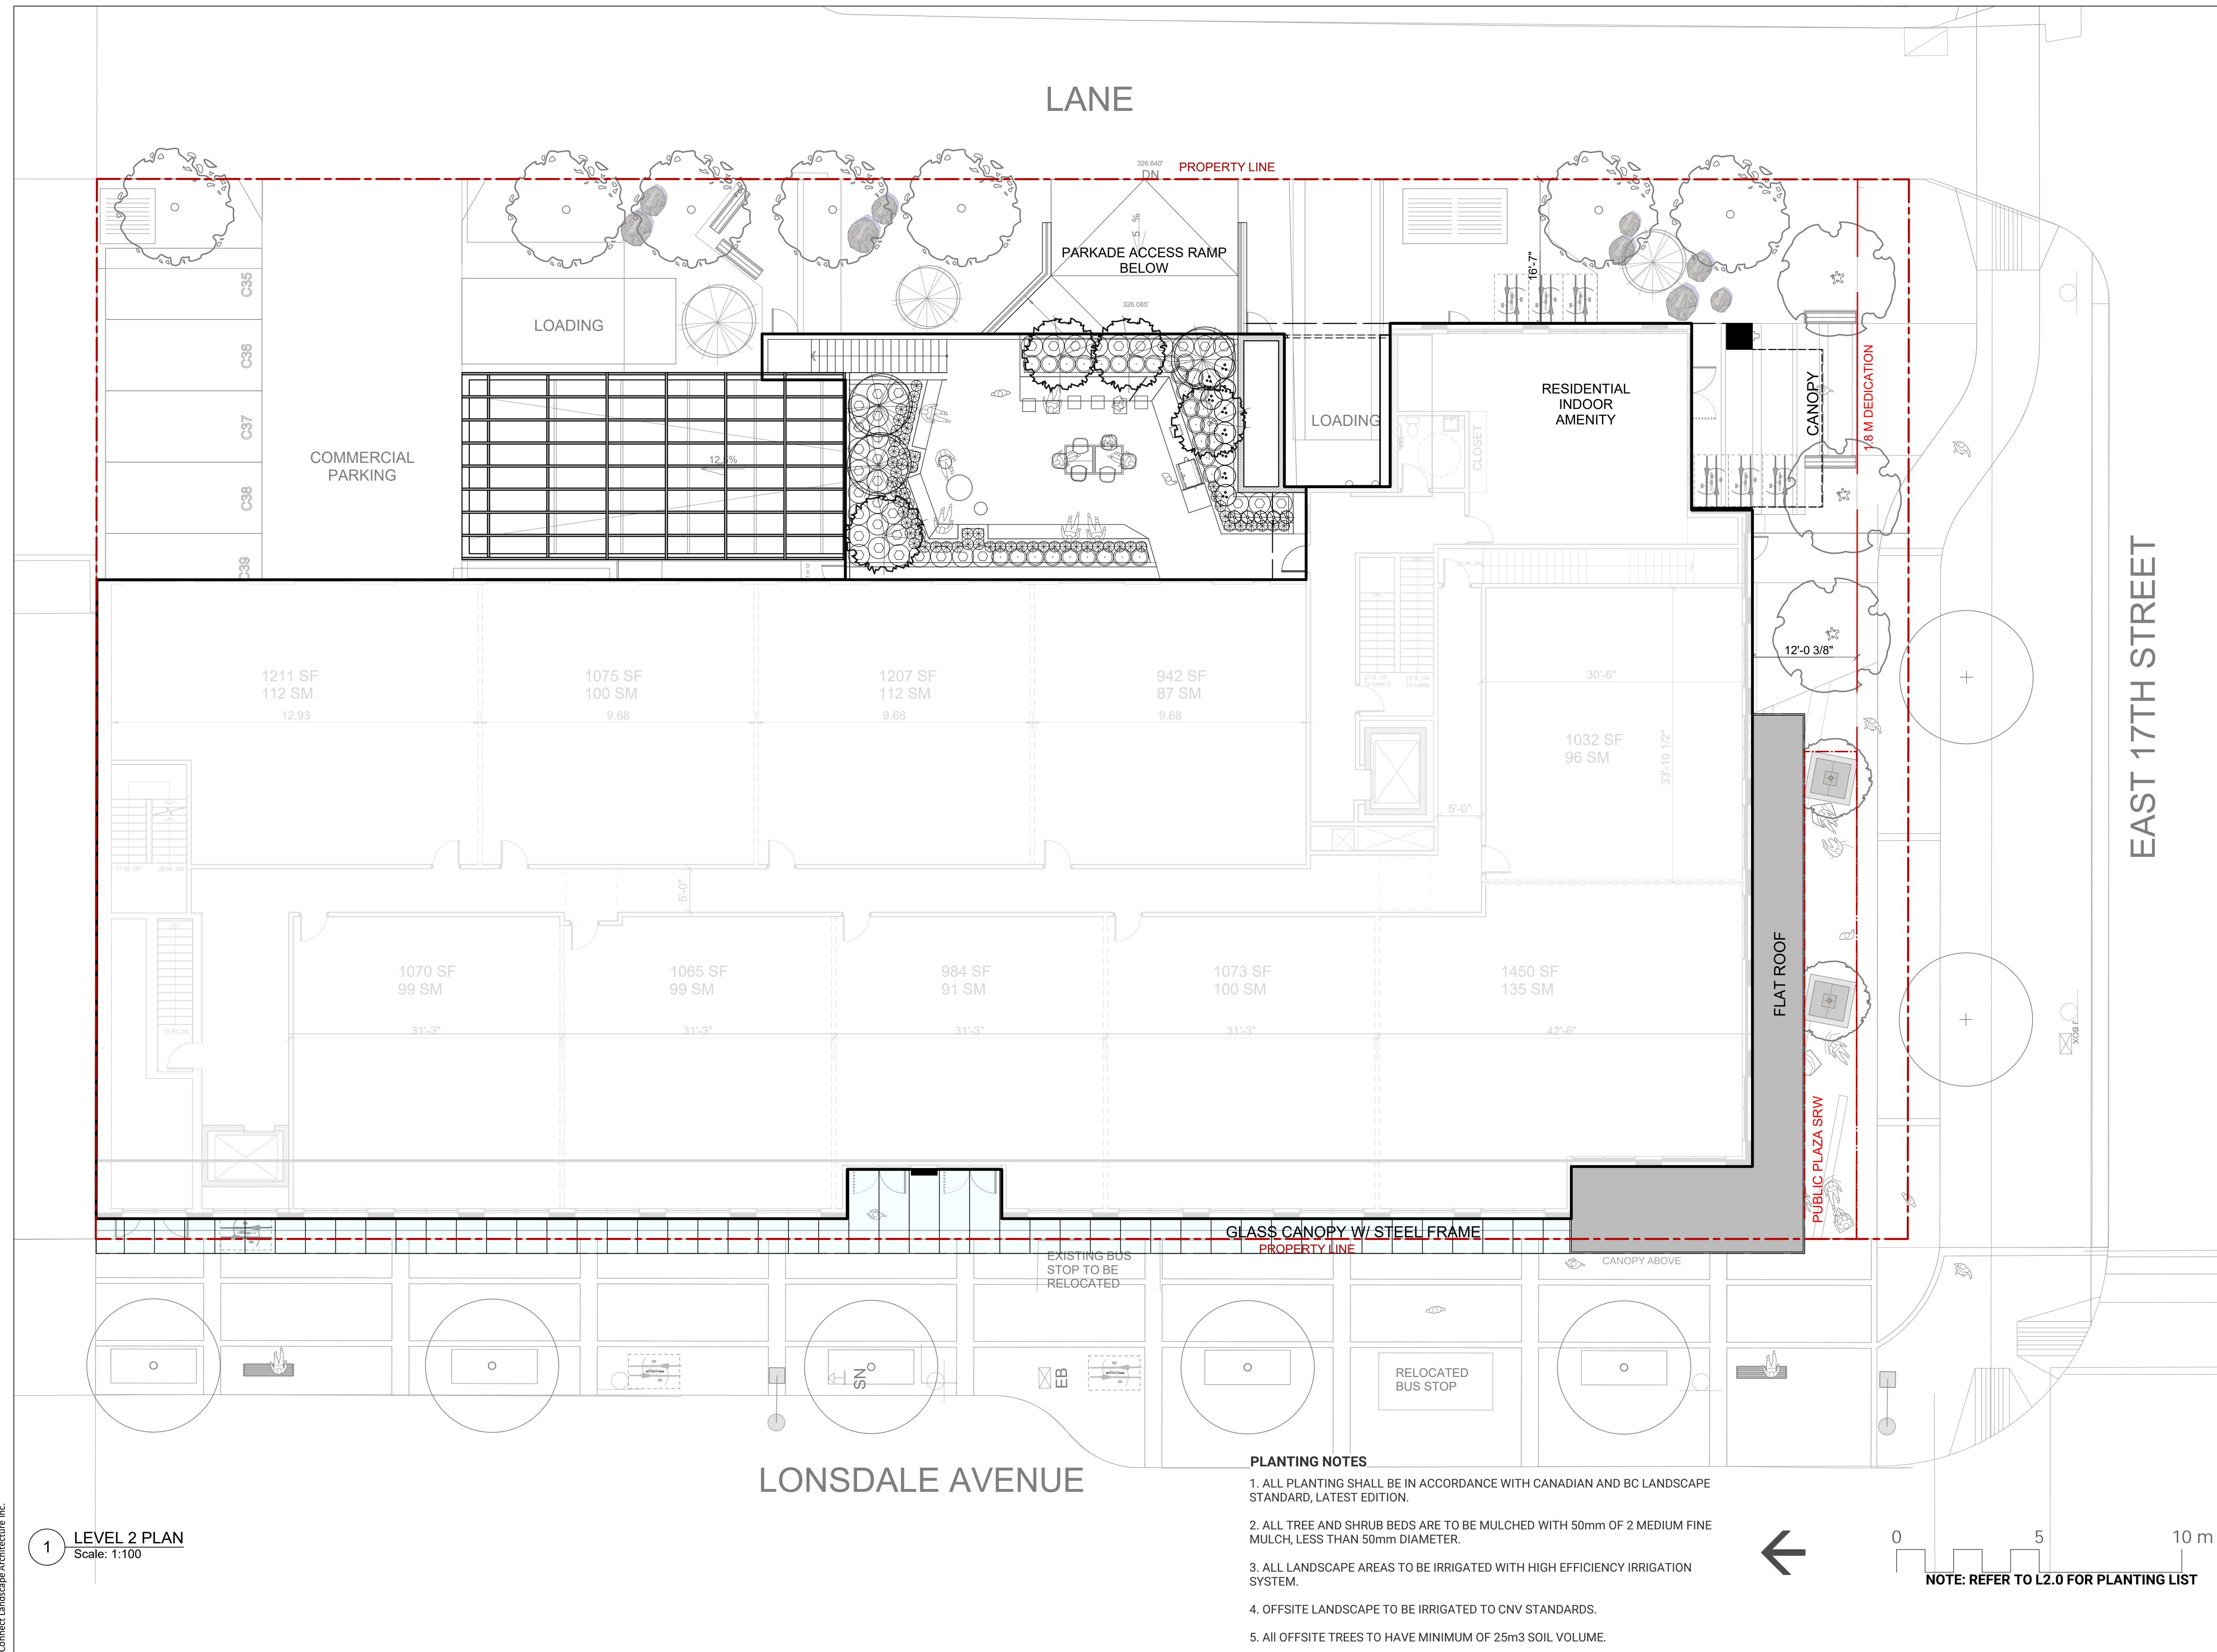 LANE
326.640'
DN
PROPERTY LINE
5 %
PARKADE ACCESS RAMP
BELOW
326.085'
16'-7"
C35
C36
C37
C38
C39
LOADING
COMMERCIAL
PARKING
LOADING
CLOSET
RESIDENTIAL
INDOOR
AMENITY
CANOPY
1.8 M DEDICATION
EAST 17TH STREET
12'-0 3/8"
1211 SF
112 SM
12.93
1075 SF
100 SM
9.68
1207 SF
112 SM
9.68
942 SF
87 SM
9.68
30'-6"
1032 SF
96 SM
33'-10 1/2"
5'-0"
5'-0"
1070 SF
99 SM
31'-3"
1065 SF
99 SM
31'-3"
984 SF
91 SM
31'-3"
1073 SF
100 SM
31'-3"
1450 SF
135 SM
42'-6"
FLAT ROOF
PUBLIC PLAZA SRW
J BOX
GLASS CANOPY W/ STEEL FRAME
PROPERTY LINE
EXISTING BUS
STOP TO BE
RELOCATED
CANOPY ABOVE
SN
EB
RELOCATED
BUS STOP
LONSDALE AVENUE
PLANTING NOTES
1. ALL PLANTING SHALL BE IN ACCORDANCE WITH CANADIAN AND BC LANDSCAPE
STANDARD, LATEST EDITION.
2. ALL TREE AND SHRUB BEDS ARE TO BE MULCHED WITH 50mm OF 2 MEDIUM FINE
MULCH, LESS THAN 50mm DIAMETER.
3. ALL LANDSCAPE AREAS TO BE IRRIGATED WITH HIGH EFFICIENCY IRRIGATION
SYSTEM.
4. OFFSITE LANDSCAPE TO BE IRRIGATED TO CNV STANDARDS.
5. All OFFSITE TREES TO HAVE MINIMUM OF 25m3 SOIL VOLUME.
1
LEVEL 2 PLAN
Scale: 1:100
0 5 10 m
NOTE: REFER TO L2.0 FOR PLANTING LIST
Connect Landscape Architecture Inc.